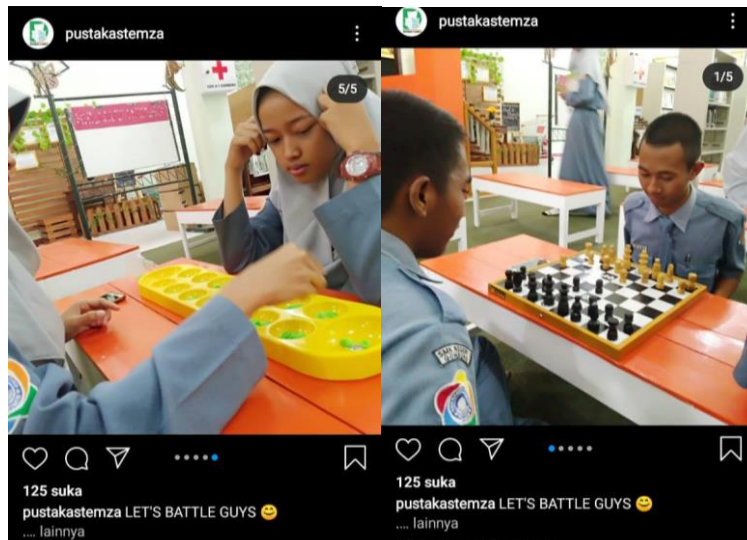 pustakastemza
5/5
125 suka
pustakastemza LET'S BATTLE GUYS 😊
.... lainnya
pustakastemza
1/5
125 suka
pustakastemza LET'S BATTLE GUYS 😊
.... lainnya